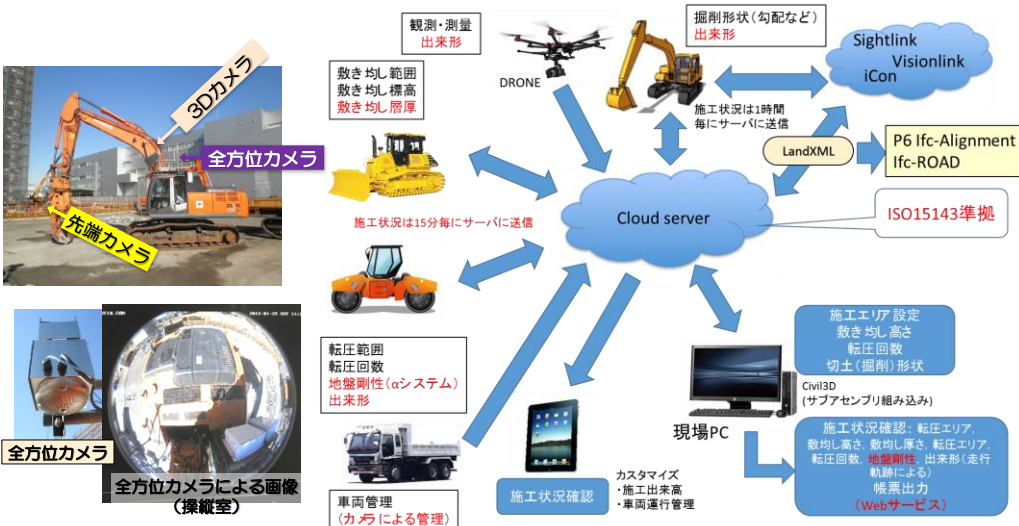 3Dカメラ
全方位カメラ
先端カメラ
全方位カメラ
全方位カメラによる画像
（操縦室）
観測・測量
出来形
敷き均し範囲
敷き均し標高
敷き均し層厚
DRONE
掘削形状（勾配など）
出来形
施工状況は1時間
毎にサーバに送信
Sightlink
Visionlink
iCon
LandXML
P6 Ifc-Alignment
Ifc-ROAD
Cloud server
ISO15143準拠
施工状況は15分毎にサーバに送信
転圧範囲
転圧回数
地盤剛性（αシステム）
出来形
車両管理
（カメラによる管理）
施工状況確認
カスタマイズ
・施工出来高
・車両運行管理
現場PC
Civil3D
(サブアセンブリ組み込み)
施工エリア設定
敷き均し高さ
転圧回数
切土（掘削）形状
施工状況確認：転圧エリア、
敷均し高さ、敷均し厚さ、転圧エリア、
転圧回数、地盤剛性、出来形（走行
軌跡による）
帳票出力
（Webサービス）